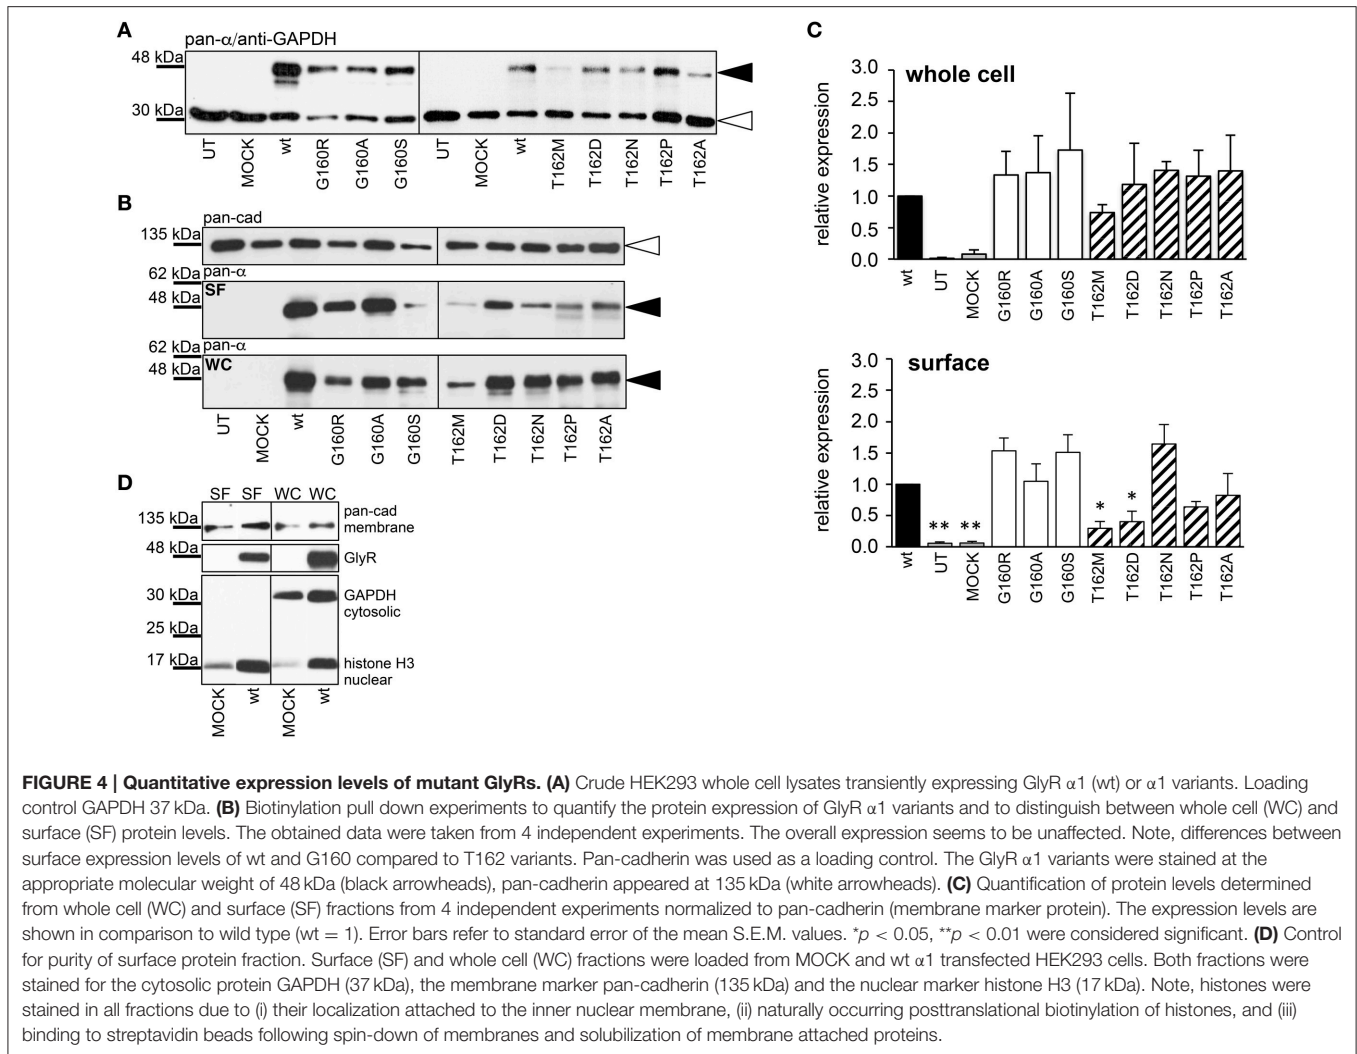 A
pan-α/anti-GAPDH
48 kDa
30 kDa
UT
MOCK
wt
G160R
G160A
G160S
UT
MOCK
wt
T162M
T162D
T162N
T162P
T162A
B
pan-cad
135 kDa
62 kDa pan-α
48 kDa SF
62 kDa pan-α
48 kDa WC
UT
MOCK
wt
G160R
G160A
G160S
T162M
T162D
T162N
T162P
T162A
D
SF SF WC WC
135 kDa
pan-cad
membrane
48 kDa
GlyR
30 kDa
GAPDH
cytosolic
25 kDa
17 kDa
histone H3
nuclear
MOCK
wt
MOCK
wt
C
whole cell
relative expression
3.0
2.5
2.0
1.5
1.0
0.5
0.0
wt
UT
MOCK
G160R
G160A
G160S
T162M
T162D
T162N
T162P
T162A
surface
relative expression
3.0
2.5
2.0
1.5
1.0
0.5
0.0
** ** * *
wt
UT
MOCK
G160R
G160A
G160S
T162M
T162D
T162N
T162P
T162A
FIGURE 4 | Quantitative expression levels of mutant GlyRs. (A) Crude HEK293 whole cell lysates transiently expressing GlyR α1 (wt) or α1 variants. Loading
control GAPDH 37 kDa. (B) Biotinylation pull down experiments to quantify the protein expression of GlyR α1 variants and to distinguish between whole cell (WC) and
surface (SF) protein levels. The obtained data were taken from 4 independent experiments. The overall expression seems to be unaffected. Note, differences between
surface expression levels of wt and G160 compared to T162 variants. Pan-cadherin was used as a loading control. The GlyR α1 variants were stained at the
appropriate molecular weight of 48 kDa (black arrowheads), pan-cadherin appeared at 135 kDa (white arrowheads). (C) Quantification of protein levels determined
from whole cell (WC) and surface (SF) fractions from 4 independent experiments normalized to pan-cadherin (membrane marker protein). The expression levels are
shown in comparison to wild type (wt = 1). Error bars refer to standard error of the mean S.E.M. values. *p < 0.05, **p < 0.01 were considered significant. (D) Control
for purity of surface protein fraction. Surface (SF) and whole cell (WC) fractions were loaded from MOCK and wt α1 transfected HEK293 cells. Both fractions were
stained for the cytosolic protein GAPDH (37 kDa), the membrane marker pan-cadherin (135 kDa) and the nuclear marker histone H3 (17 kDa). Note, histones were
stained in all fractions due to (i) their localization attached to the inner nuclear membrane, (ii) naturally occurring posttranslational biotinylation of histones, and (iii)
binding to streptavidin beads following spin-down of membranes and solubilization of membrane attached proteins.